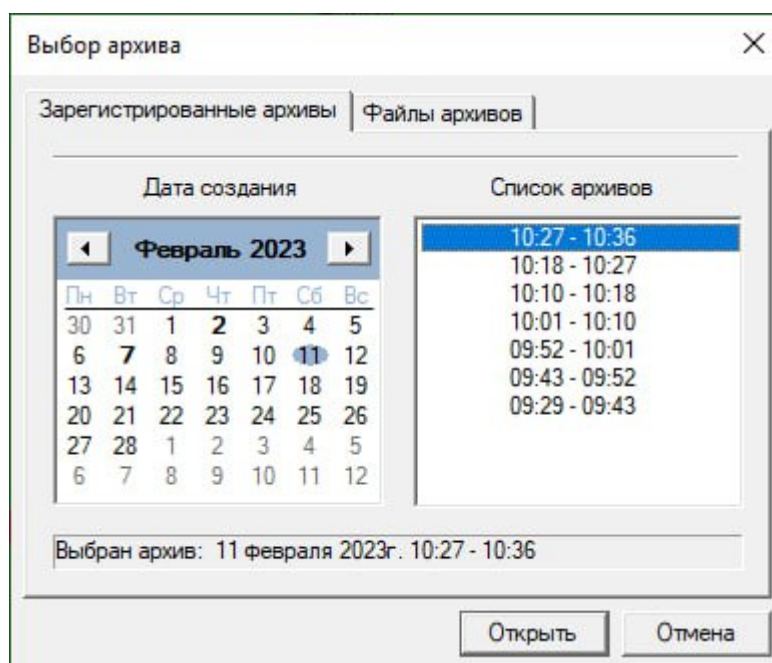 Выбор архива
Зарегистрированные архивы Файлы архивов
Дата создания
Февраль 2023
Пн Вт Ср Чт Пт Сб Вс
30 31 1 2 3 4 5
6 7 8 9 10 11 12
13 14 15 16 17 18 19
20 21 22 23 24 25 26
27 28 1 2 3 4 5
6 7 8 9 10 11 12
Список архивов
10:27 - 10:36
10:18 - 10:27
10:10 - 10:18
10:01 - 10:10
09:52 - 10:01
09:43 - 09:52
09:29 - 09:43
Выбран архив: 11 февраля 2023г. 10:27 - 10:36
Открыть Отмена